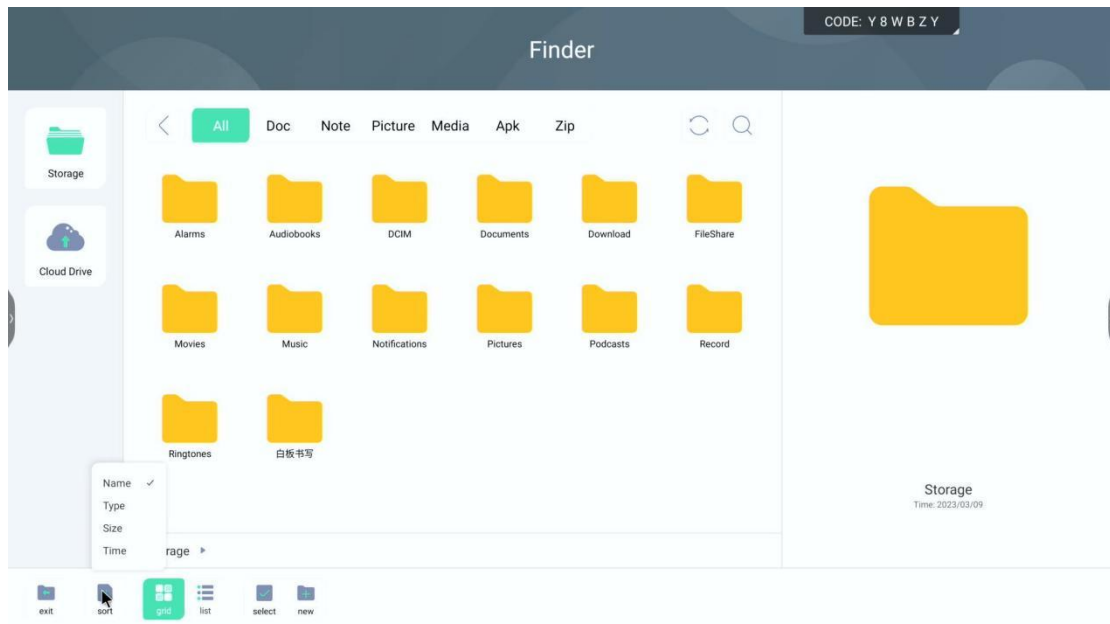 CODE: Y8WBZY
Finder
Storage
Cloud Drive
All Doc Note Picture Media Apk Zip
Alarms Audiobooks DCIM Documents Download FileShare
Movies Music Notifications Pictures Podcasts Record
Ringtones 白板书写
Name
Type
Size
Time
rage
Storage
Time: 2023/03/09
exit sort grid list select new